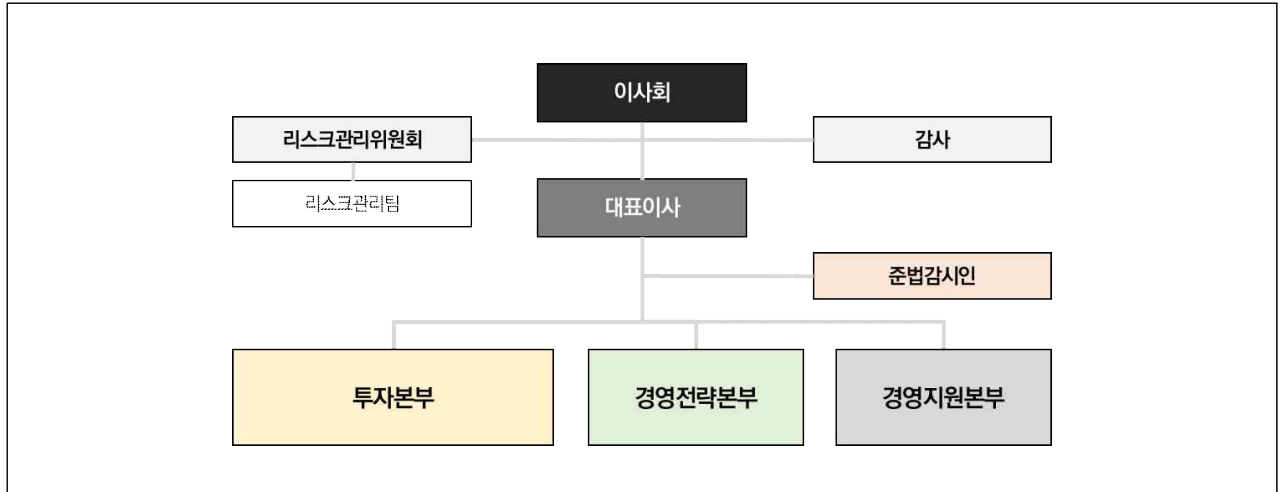 이사회
리스크관리위원회
감사
리스크관리팀
대표이사
준법감시인
투자본부
경영전략본부
경영지원본부